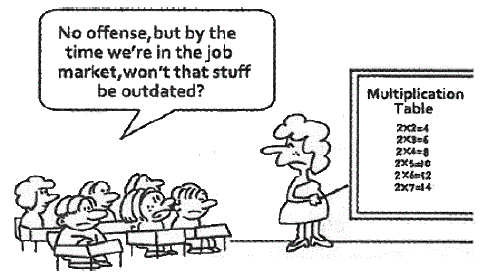 No offense, but by the
time we're in the job
market, won't that stuff
be outdated?
Multiplication
Table
2X2=4
2X3=6
2X4=8
2X5=10
2X6=12
2X7=14